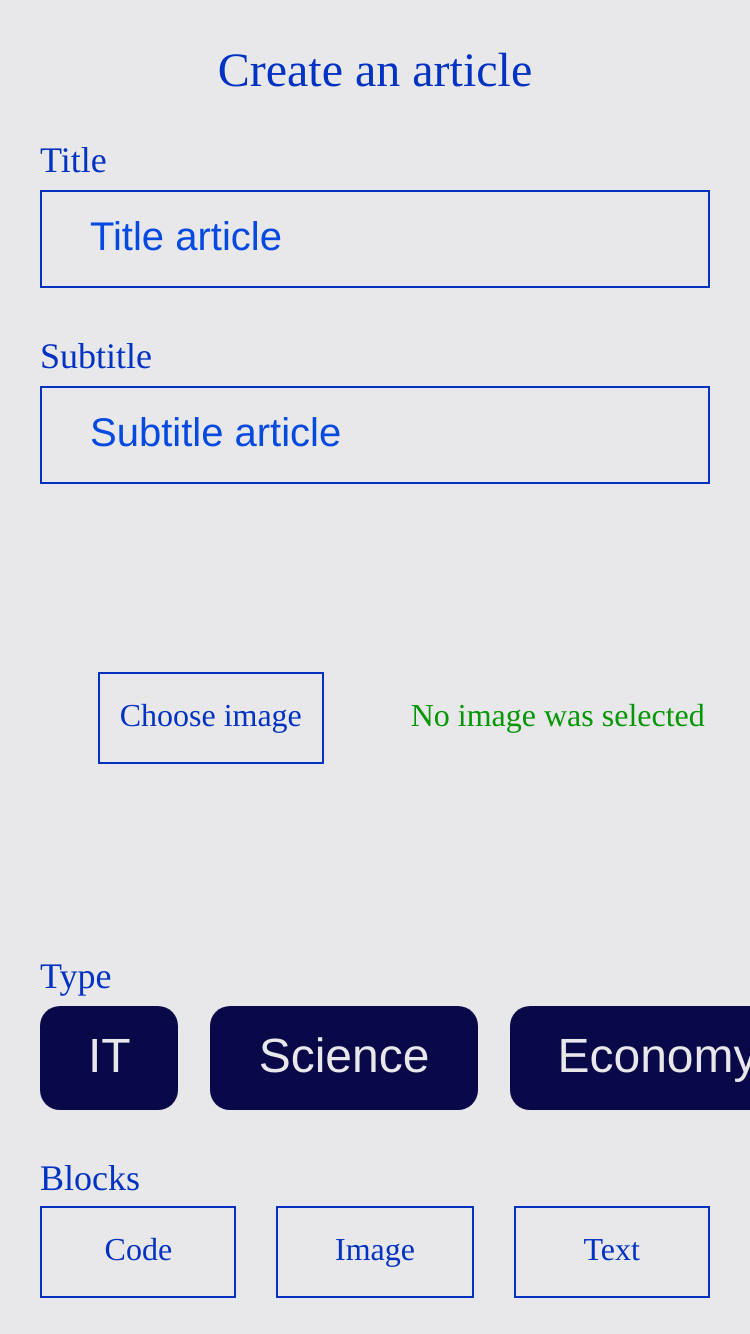 Create an article
Title
Title article
Subtitle
Subtitle article
Choose image No image was selected
Type
IT Science Economy
Blocks
Code Image Text